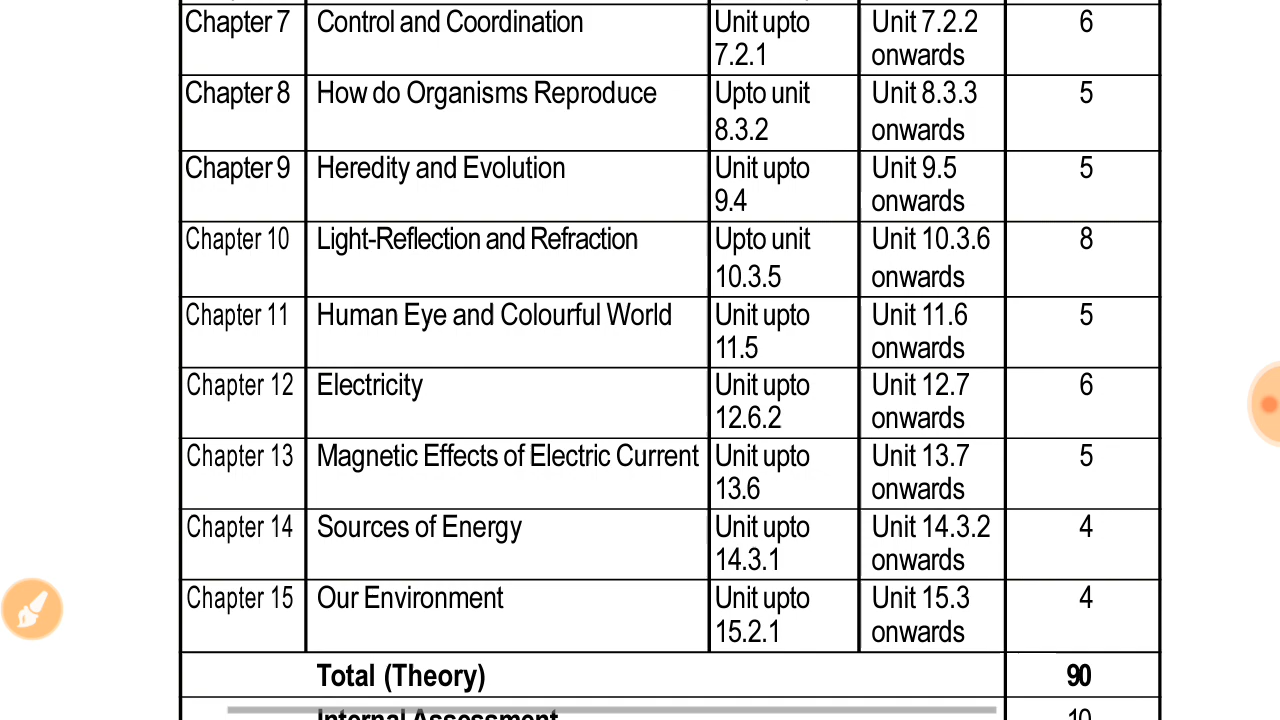 Chapter 7 Control and Coordination Unit upto Unit 7.2.2 6
7.2.1 onwards
Chapter 8 How do Organisms Reproduce Upto unit Unit 8.3.3 5
8.3.2 onwards
Chapter 9 Heredity and Evolution Unit upto Unit 9.5 5
9.4 onwards
Chapter 10 Light-Reflection and Refraction Upto unit Unit 10.3.6 8
10.3.5 onwards
Chapter 11 Human Eye and Colourful World Unit upto Unit 11.6 5
11.5 onwards
Chapter 12 Electricity Unit upto Unit 12.7 6
12.6.2 onwards
Chapter 13 Magnetic Effects of Electric Current Unit upto Unit 13.7 5
13.6 onwards
Chapter 14 Sources of Energy Unit upto Unit 14.3.2 4
14.3.1 onwards
Chapter 15 Our Environment Unit upto Unit 15.3 4
15.2.1 onwards
Total (Theory) 90
Internal Assessment 10